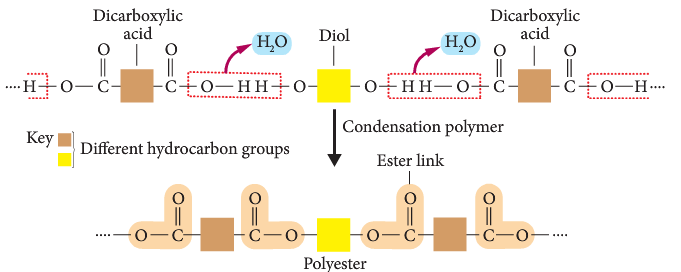 Dicarboxylic acid
Diol
Dicarboxylic acid
H₂O
H₂O
O O O O
.... H – O – C C – O – H H – O O – H H – O – C C – O – H ....
Key
Different hydrocarbon groups
Condensation polymer
Ester link
O O O O
.... – O – C C – O O – C C – O – ....
Polyester